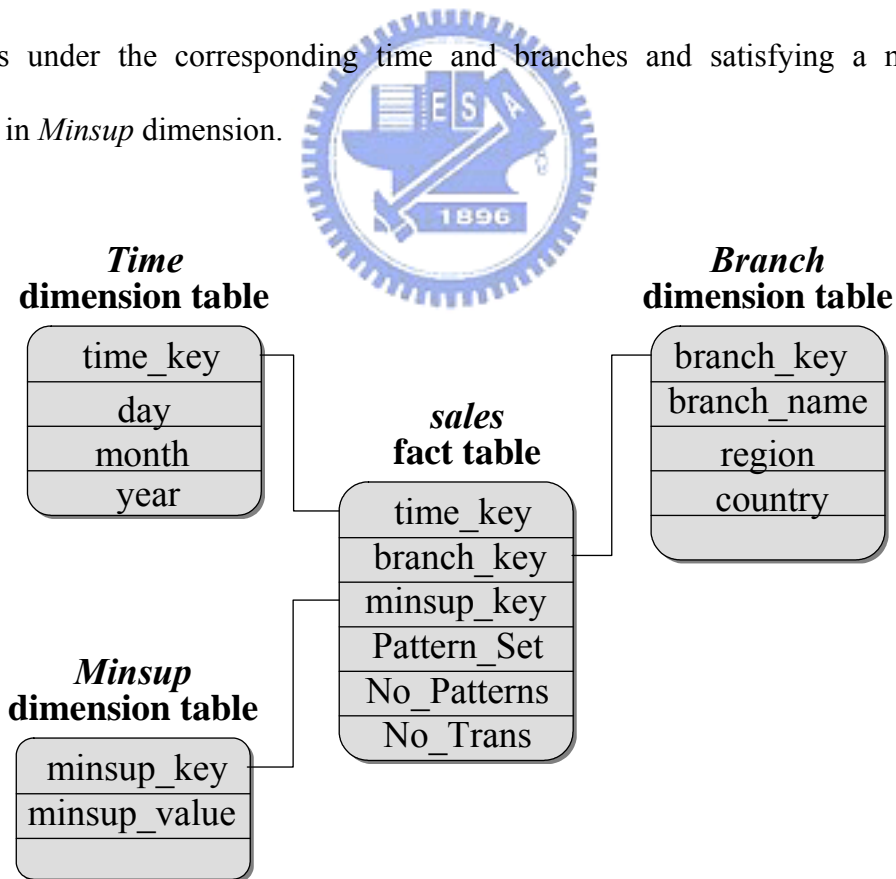 s under the corresponding time and branches and satisfying a
in Minsup dimension.
E S A
1896
Time
dimension table
time_key
day
month
year
sales
fact table
time_key
branch_key
minsup_key
Pattern_Set
No_Patterns
No_Trans
Branch
dimension table
branch_key
branch_name
region
country
Minsup
dimension table
minsup_key
minsup_value